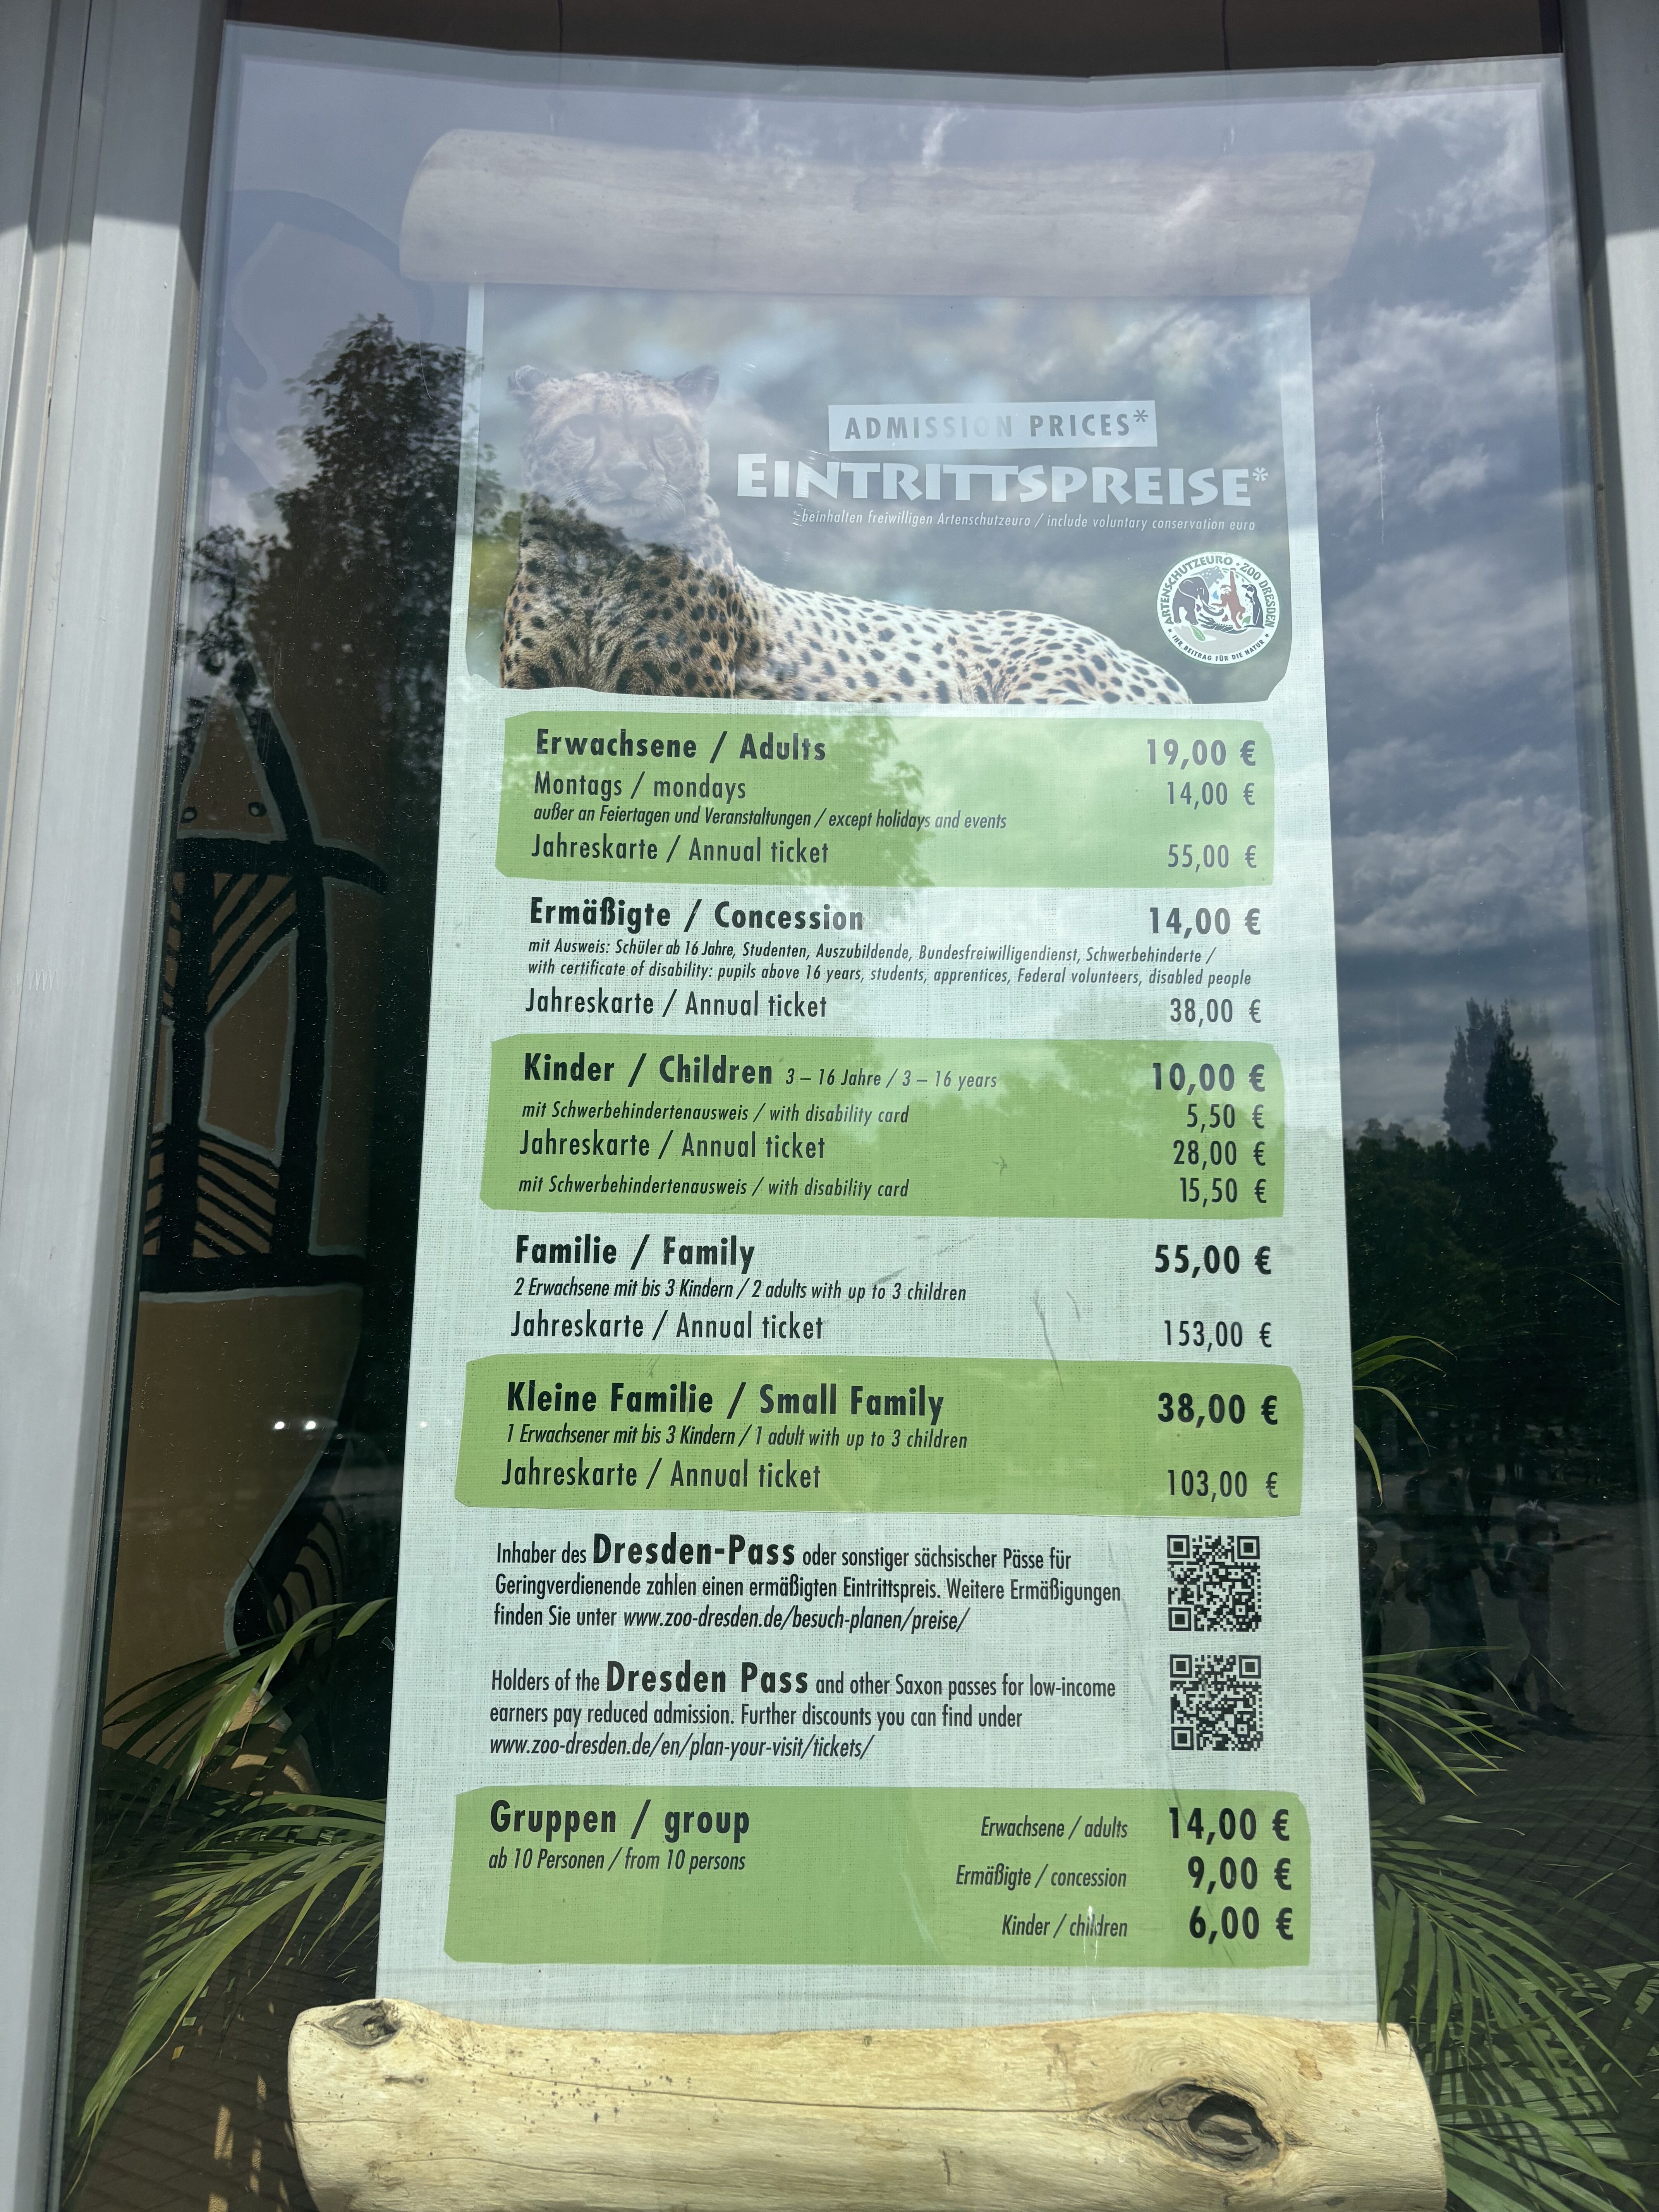 ADMISSION PRICES*
EINTRITTSPREISE*
*beinhalten freiwilligen Artenschutzeuro / include voluntary conservation euro
ARTENSCHUTZEURO • ZOO DRESDEN
• IHR BEITRAG FÜR DIE NATUR •
Erwachsene / Adults 19,00 €
Montags / mondays 14,00 €
außer an Feiertagen und Veranstaltungen / except holidays and events
Jahreskarte / Annual ticket 55,00 €
Ermäßigte / Concession 14,00 €
mit Ausweis: Schüler ab 16 Jahre, Studenten, Auszubildende, Bundesfreiwilligendienst, Schwerbehinderte /
with certificate of disability: pupils above 16 years, students, apprentices, Federal volunteers, disabled people
Jahreskarte / Annual ticket 38,00 €
Kinder / Children 3 – 16 Jahre / 3 – 16 years 10,00 €
mit Schwerbehindertenausweis / with disability card 5,50 €
Jahreskarte / Annual ticket 28,00 €
mit Schwerbehindertenausweis / with disability card 15,50 €
Familie / Family 55,00 €
2 Erwachsene mit bis 3 Kindern / 2 adults with up to 3 children
Jahreskarte / Annual ticket 153,00 €
Kleine Familie / Small Family 38,00 €
1 Erwachsener mit bis 3 Kindern / 1 adult with up to 3 children
Jahreskarte / Annual ticket 103,00 €
Inhaber des Dresden-Pass oder sonstiger sächsischer Pässe für
Geringverdienende zahlen einen ermäßigten Eintrittspreis. Weitere Ermäßigungen
finden Sie unter www.zoo-dresden.de/besuch-planen/preise/
Holders of the Dresden Pass and other Saxon passes for low-income
earners pay reduced admission. Further discounts you can find under
www.zoo-dresden.de/en/plan-your-visit/tickets/
Gruppen / group Erwachsene / adults 14,00 €
ab 10 Personen / from 10 persons
Ermäßigte / concession 9,00 €
Kinder / children 6,00 €